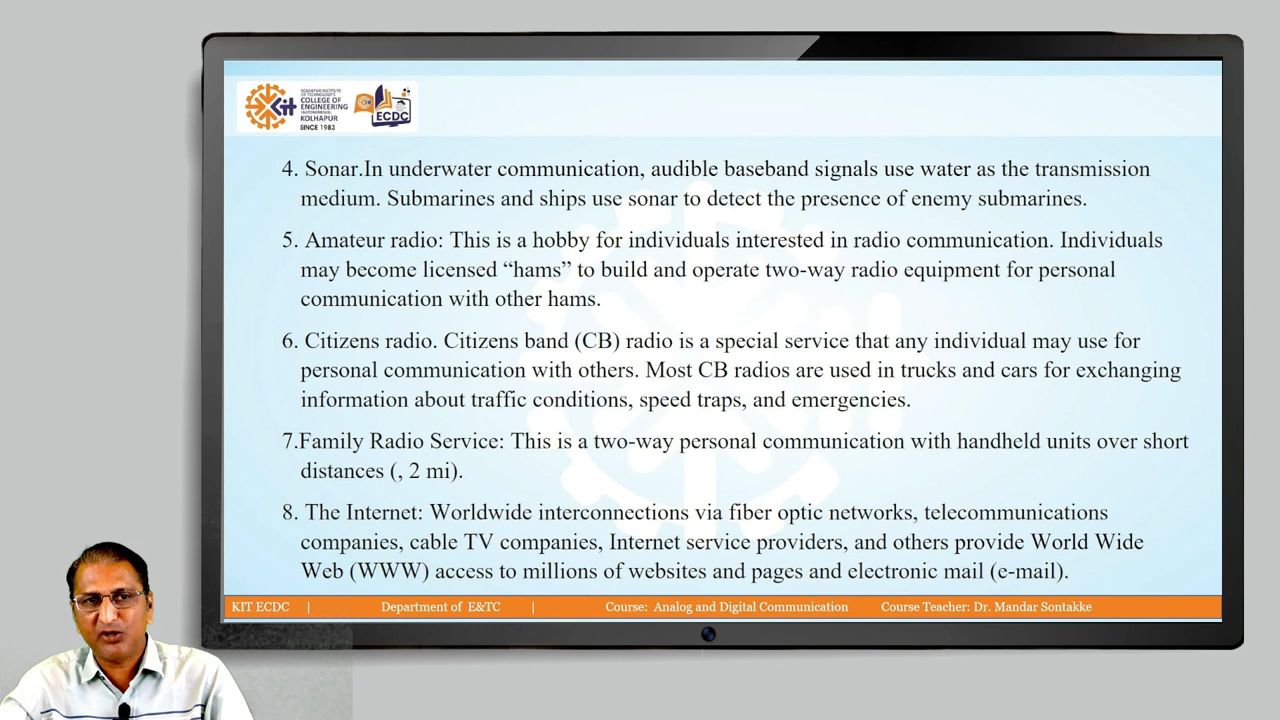 KOLHAPUR INSTITUTE
OF TECHNOLOGY'S
COLLEGE OF
ENGINEERING
(AUTONOMOUS)
KOLHAPUR
SINCE 1983
Kit
ECDC
4. Sonar.In underwater communication, audible baseband signals use water as the transmission
medium. Submarines and ships use sonar to detect the presence of enemy submarines.
5. Amateur radio: This is a hobby for individuals interested in radio communication. Individuals
may become licensed “hams” to build and operate two-way radio equipment for personal
communication with other hams.
6. Citizens radio. Citizens band (CB) radio is a special service that any individual may use for
personal communication with others. Most CB radios are used in trucks and cars for exchanging
information about traffic conditions, speed traps, and emergencies.
7.Family Radio Service: This is a two-way personal communication with handheld units over short
distances (, 2 mi).
8. The Internet: Worldwide interconnections via fiber optic networks, telecommunications
companies, cable TV companies, Internet service providers, and others provide World Wide
Web (WWW) access to millions of websites and pages and electronic mail (e-mail).
KIT ECDC | Department of E&TC | Course: Analog and Digital Communication Course Teacher: Dr. Mandar Sontakke